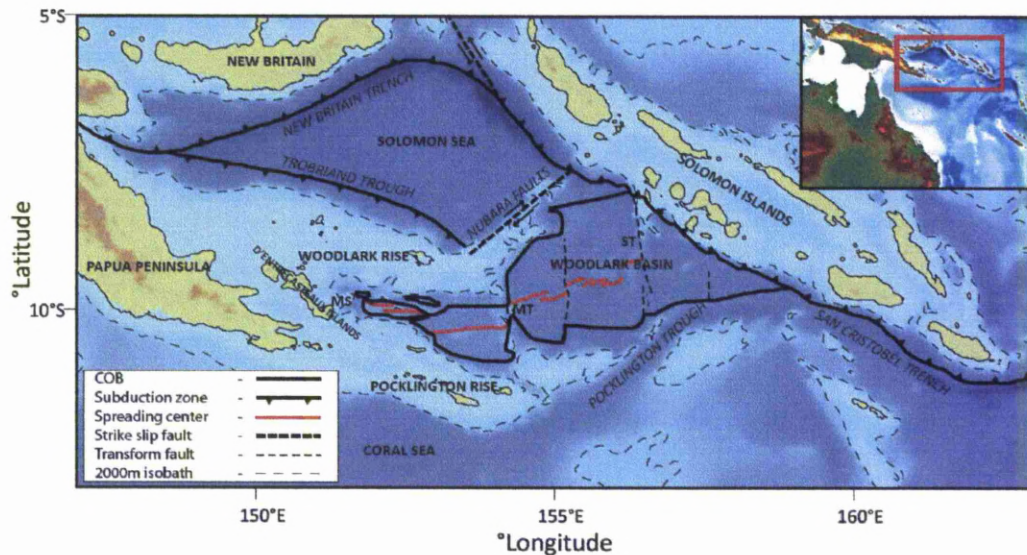 5°S
NEW BRITAIN
NEW BRITAIN TRENCH
SOLOMON SEA
TROBRIAND TROUGH
NUBARA FAULTS
SOLOMON ISLANDS
WOODLARK RISE
ST
PAPUA PENINSULA
D'ENTRECASTEAUX ISLANDS
WOODLARK BASIN
MS
MT
10°S
°Latitude
POCKLINGTON TROUGH
SAN CRISTOBEL TRENCH
POCKLINGTON RISE
CORAL SEA
COB -
Subduction zone -
Spreading center -
Strike slip fault -
Transform fault -
2000m isobath -
150°E
155°E
160°E
°Longitude